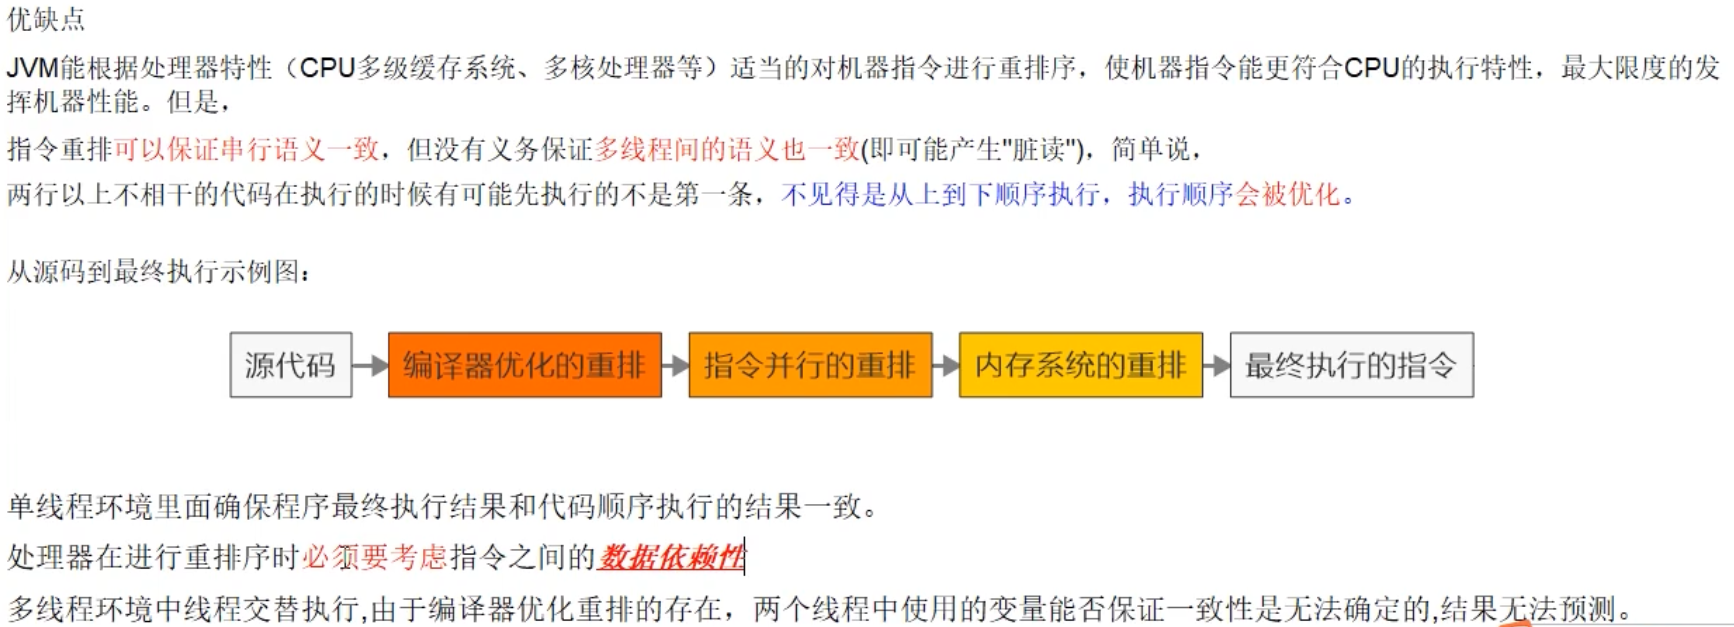 优缺点
JVM能根据处理器特性（CPU多级缓存系统、多核处理器等）适当的对机器指令进行重排序，使机器指令能更符合CPU的执行特性，最大限度的发
挥机器性能。但是，
指令重排可以保证串行语义一致，但没有义务保证多线程间的语义也一致(即可能产生"脏读")，简单说，
两行以上不相干的代码在执行的时候有可能先执行的不是第一条，不见得是从上到下顺序执行，执行顺序会被优化。
从源码到最终执行示例图：
源代码 编译器优化的重排 指令并行的重排 内存系统的重排 最终执行的指令
单线程环境里面确保程序最终执行结果和代码顺序执行的结果一致。
处理器在进行重排序时必须要考虑指令之间的数据依赖性
多线程环境中线程交替执行,由于编译器优化重排的存在，两个线程中使用的变量能否保证一致性是无法确定的,结果无法预测。